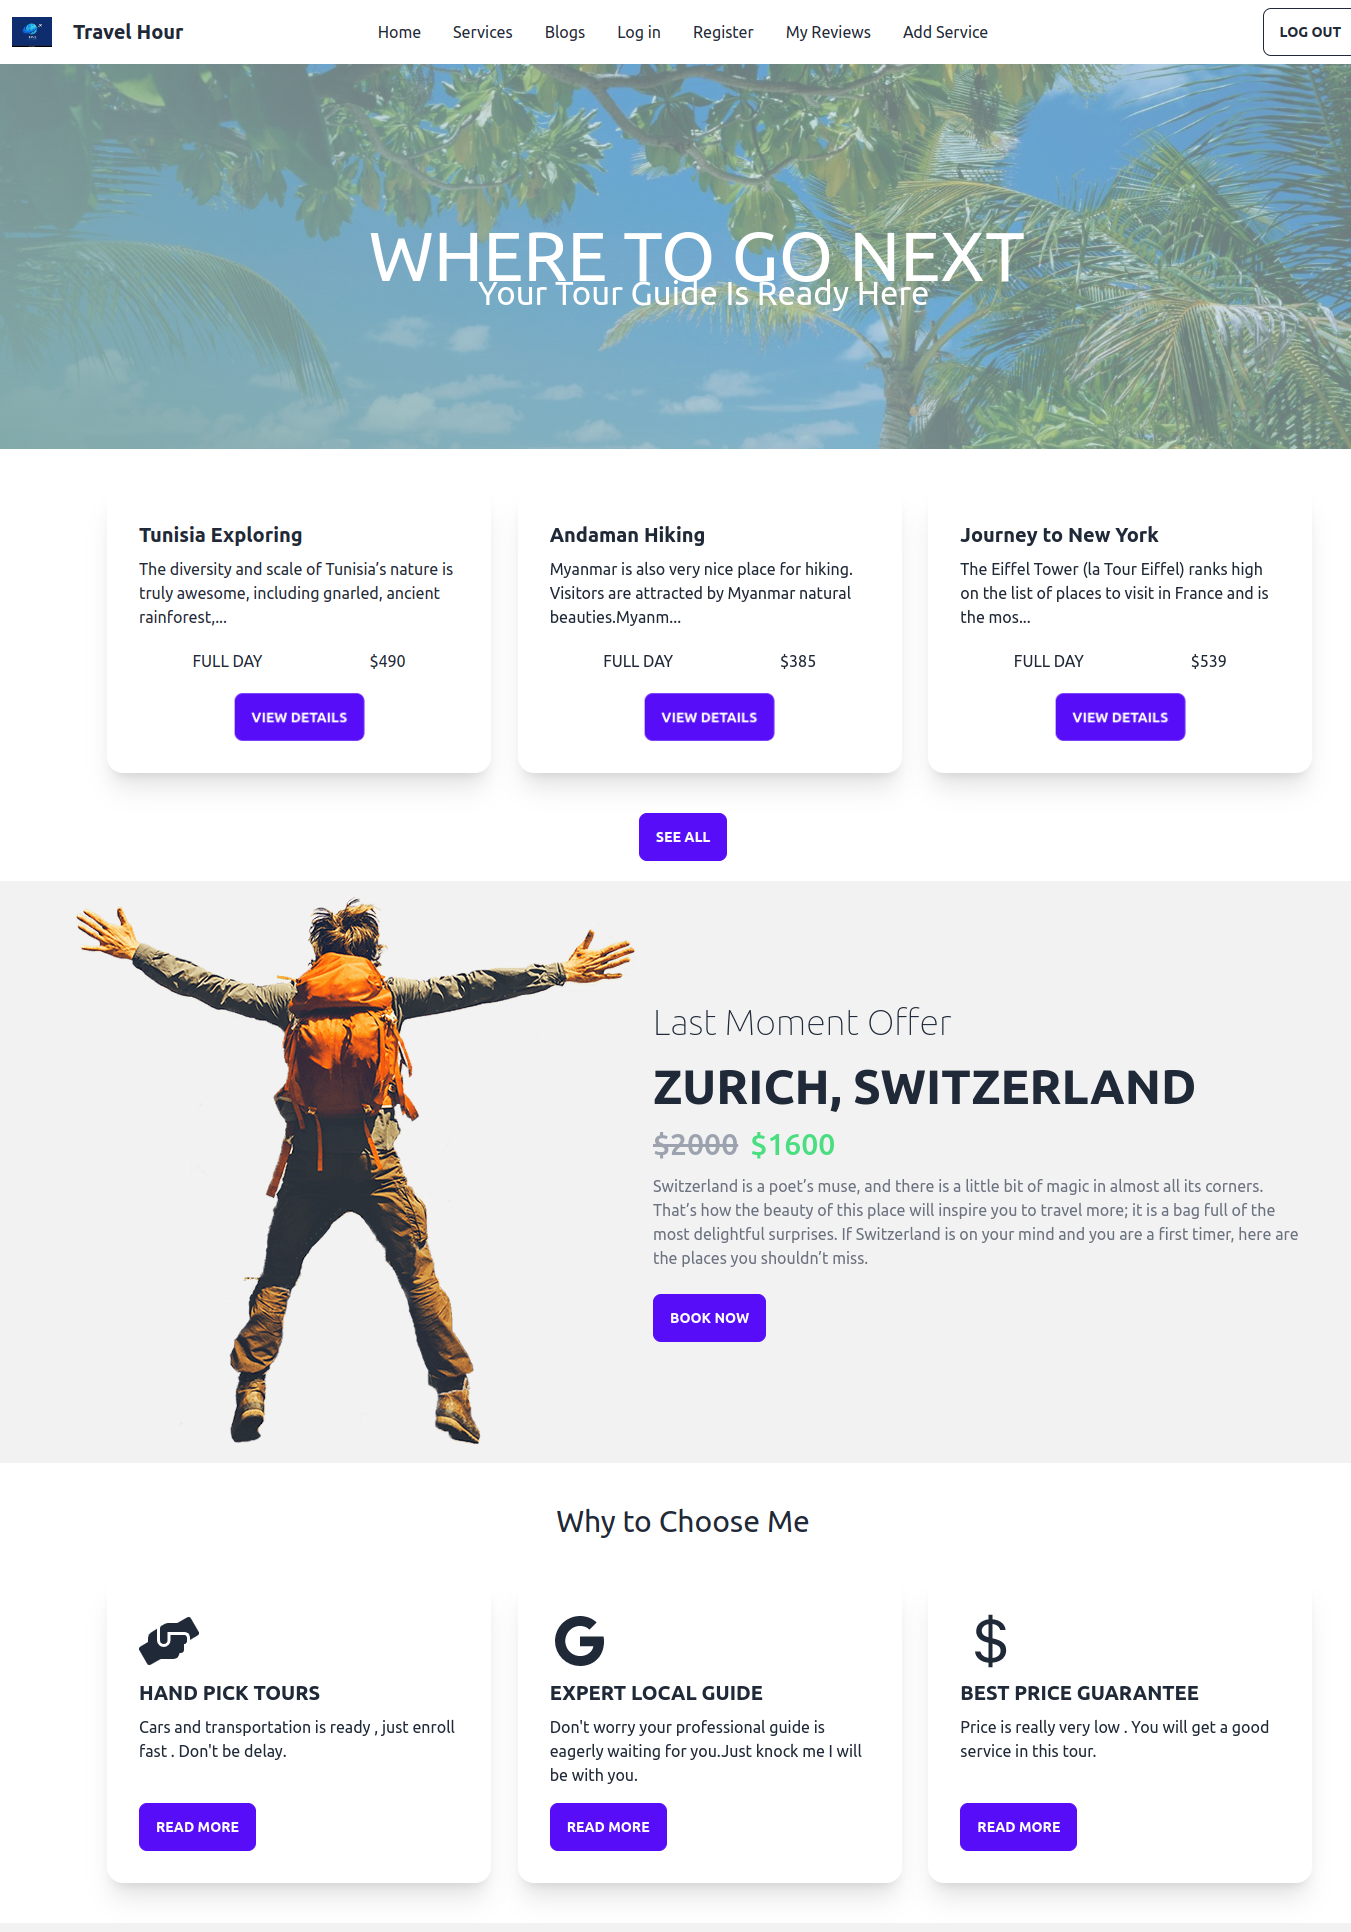 Travel Hour
Home Services Blogs Log in Register My Reviews Add Service
LOG OUT
WHERE TO GO NEXT
Your Tour Guide Is Ready Here
Tunisia Exploring
The diversity and scale of Tunisia’s nature is
truly awesome, including gnarled, ancient
rainforest,...
FULL DAY $490
VIEW DETAILS
Andaman Hiking
Myanmar is also very nice place for hiking.
Visitors are attracted by Myanmar natural
beauties.Myanm...
FULL DAY $385
VIEW DETAILS
Journey to New York
The Eiffel Tower (la Tour Eiffel) ranks high
on the list of places to visit in France and is
the mos...
FULL DAY $539
VIEW DETAILS
SEE ALL
Last Moment Offer
ZURICH, SWITZERLAND
$2000 $1600
Switzerland is a poet’s muse, and there is a little bit of magic in almost all its corners.
That’s how the beauty of this place will inspire you to travel more; it is a bag full of the
most delightful surprises. If Switzerland is on your mind and you are a first timer, here are
the places you shouldn’t miss.
BOOK NOW
Why to Choose Me
HAND PICK TOURS
Cars and transportation is ready , just enroll
fast . Don't be delay.
READ MORE
EXPERT LOCAL GUIDE
Don't worry your professional guide is
eagerly waiting for you.Just knock me I will
be with you.
READ MORE
BEST PRICE GUARANTEE
Price is really very low . You will get a good
service in this tour.
READ MORE